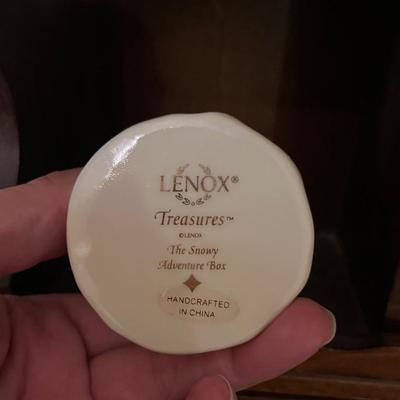 LENOX®
Treasures™
©LENOX
The Snowy
Adventure Box
HANDCRAFTED
IN CHINA